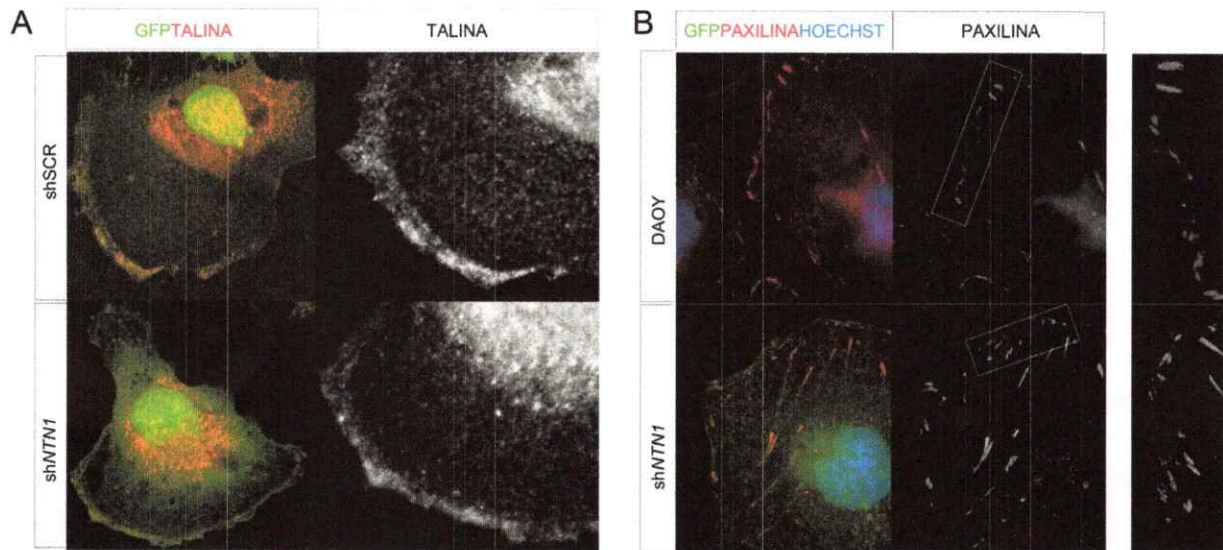 A
GFPTALINA
TALINA
shSCR
shNTN1
B
GFPPAXILINAHOECHST
PAXILINA
DAOY
shNTN1